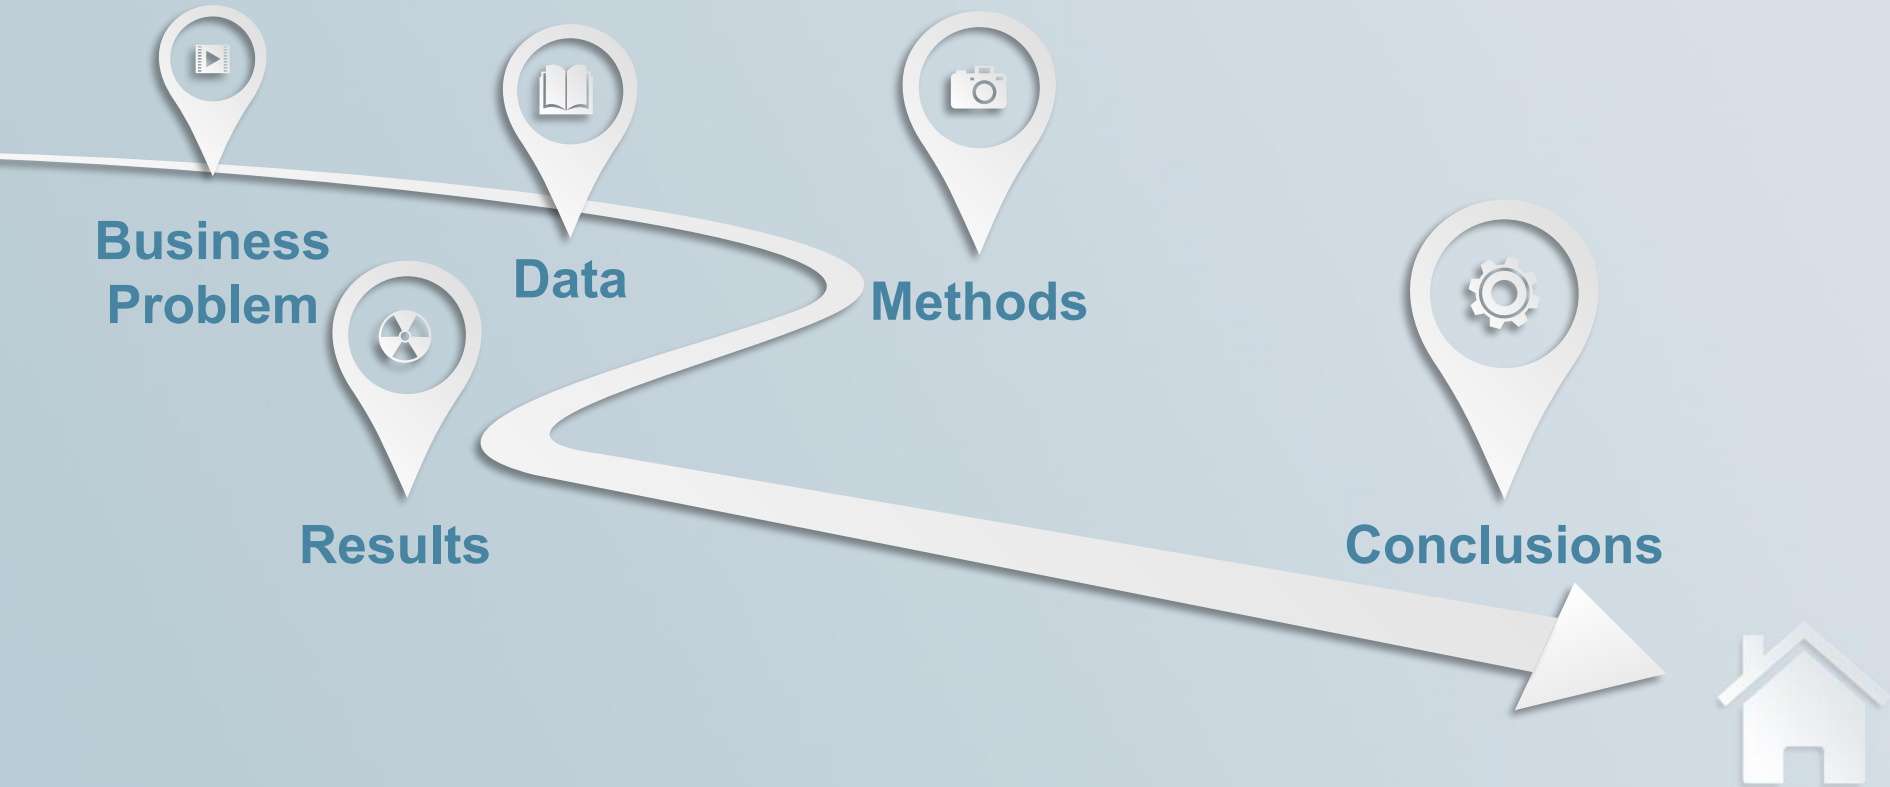 Business
Problem
Data
Methods
Results
Conclusions